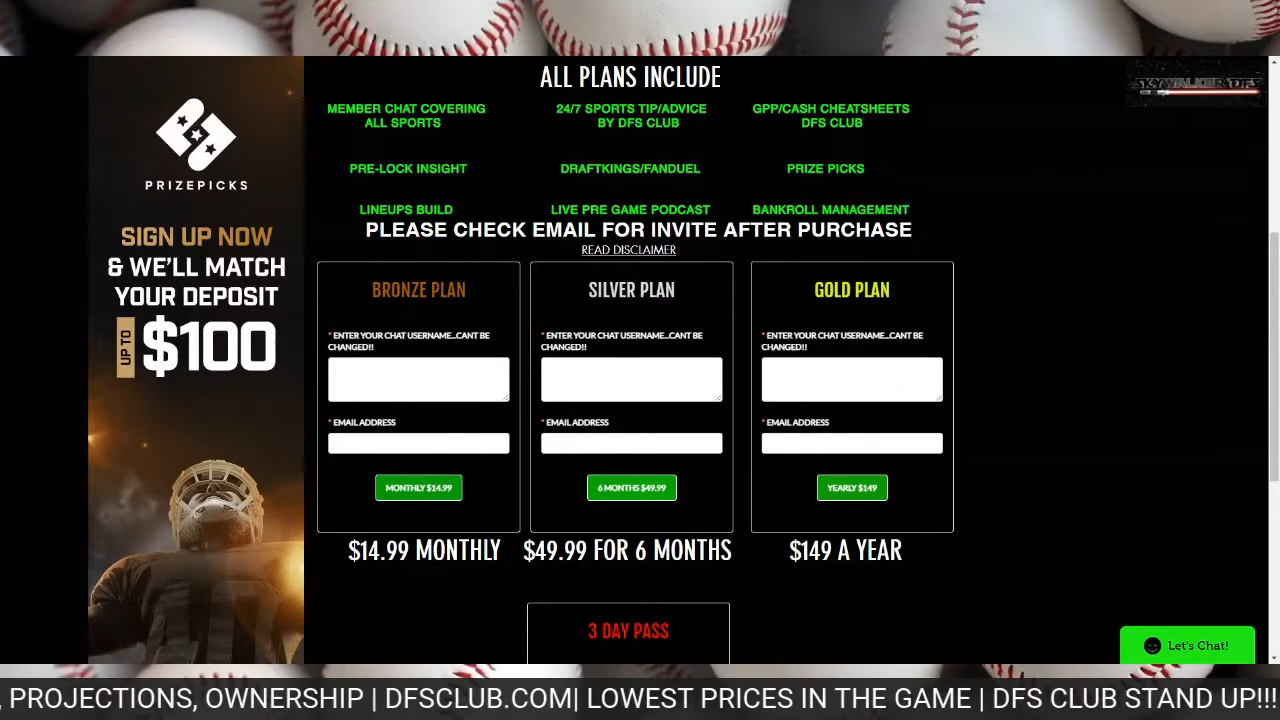 ALL PLANS INCLUDE
SKYWALKER DFS
MEMBER CHAT COVERING
ALL SPORTS
24/7 SPORTS TIP/ADVICE
BY DFS CLUB
GPP/CASH CHEATSHEETS
DFS CLUB
PRE-LOCK INSIGHT
DRAFTKINGS/FANDUEL
PRIZE PICKS
LINEUPS BUILD
LIVE PRE GAME PODCAST
BANKROLL MANAGEMENT
PLEASE CHECK EMAIL FOR INVITE AFTER PURCHASE
READ DISCLAIMER
PRIZEPICKS
SIGN UP NOW
& WE'LL MATCH
YOUR DEPOSIT
UP TO
$100
BRONZE PLAN
* ENTER YOUR CHAT USERNAME...CANT BE
CHANGED!!
* EMAIL ADDRESS
MONTHLY $14.99
$14.99 MONTHLY
SILVER PLAN
* ENTER YOUR CHAT USERNAME...CANT BE
CHANGED!!
* EMAIL ADDRESS
6 MONTHS $49.99
$49.99 FOR 6 MONTHS
GOLD PLAN
* ENTER YOUR CHAT USERNAME...CANT BE
CHANGED!!
* EMAIL ADDRESS
YEARLY $149
$149 A YEAR
3 DAY PASS
Let's Chat!
, PROJECTIONS, OWNERSHIP | DFSCLUB.COM| LOWEST PRICES IN THE GAME | DFS CLUB STAND UP!!!